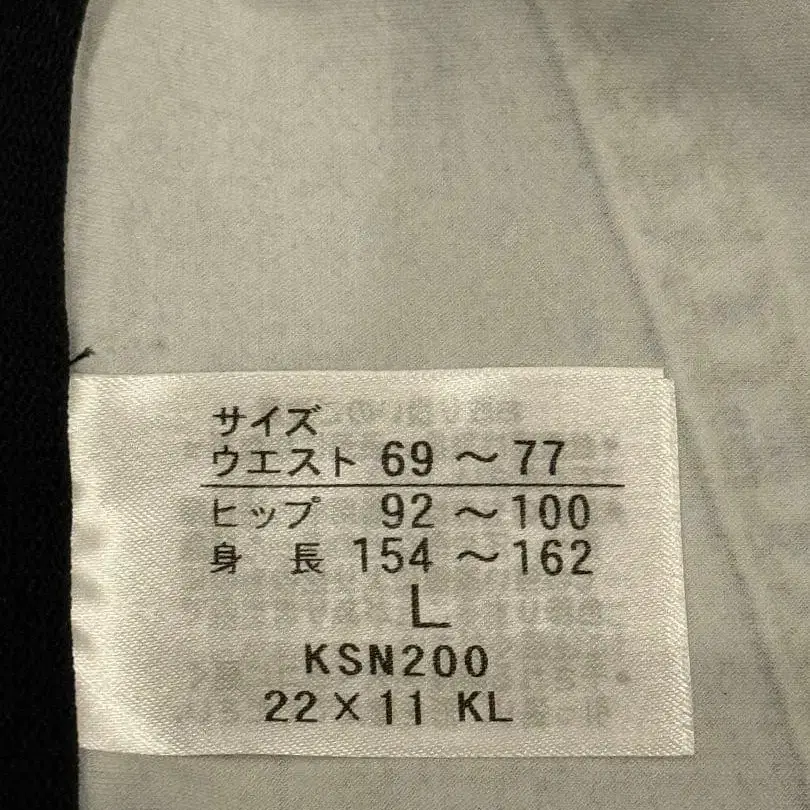 サイズ
ウエスト 69 ～ 77
ヒップ 92 ～ 100
身 長 154 ～ 162
L
KSN200
22 X 11 KL